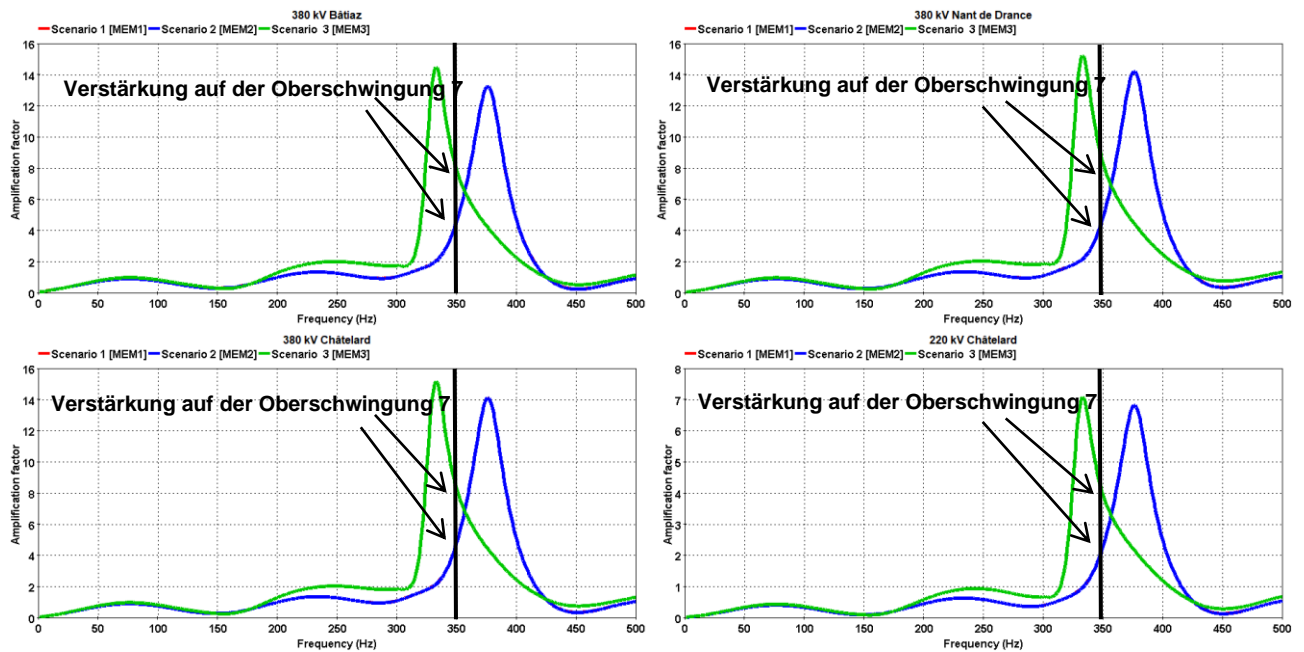 380 kV Bâtiaz
Scenario 1 [MEM1] Scenario 2 [MEM2] Scenario 3 [MEM3]
Verstärkung auf der Oberschwingung 7
Amplification factor
16
14
12
10
8
6
4
2
0
0 50 100 150 200 250 300 350 400 450 500
Frequency (Hz)
380 kV Nant de Drance
Scenario 1 [MEM1] Scenario 2 [MEM2] Scenario 3 [MEM3]
Verstärkung auf der Oberschwingung 7
Amplification factor
16
14
12
10
8
6
4
2
0
0 50 100 150 200 250 300 350 400 450 500
Frequency (Hz)
380 kV Châtelard
Scenario 1 [MEM1] Scenario 2 [MEM2] Scenario 3 [MEM3]
Verstärkung auf der Oberschwingung 7
Amplification factor
16
14
12
10
8
6
4
2
0
0 50 100 150 200 250 300 350 400 450 500
Frequency (Hz)
220 kV Châtelard
Scenario 1 [MEM1] Scenario 2 [MEM2] Scenario 3 [MEM3]
Verstärkung auf der Oberschwingung 7
Amplification factor
8
7
6
5
4
3
2
1
0
0 50 100 150 200 250 300 350 400 450 500
Frequency (Hz)